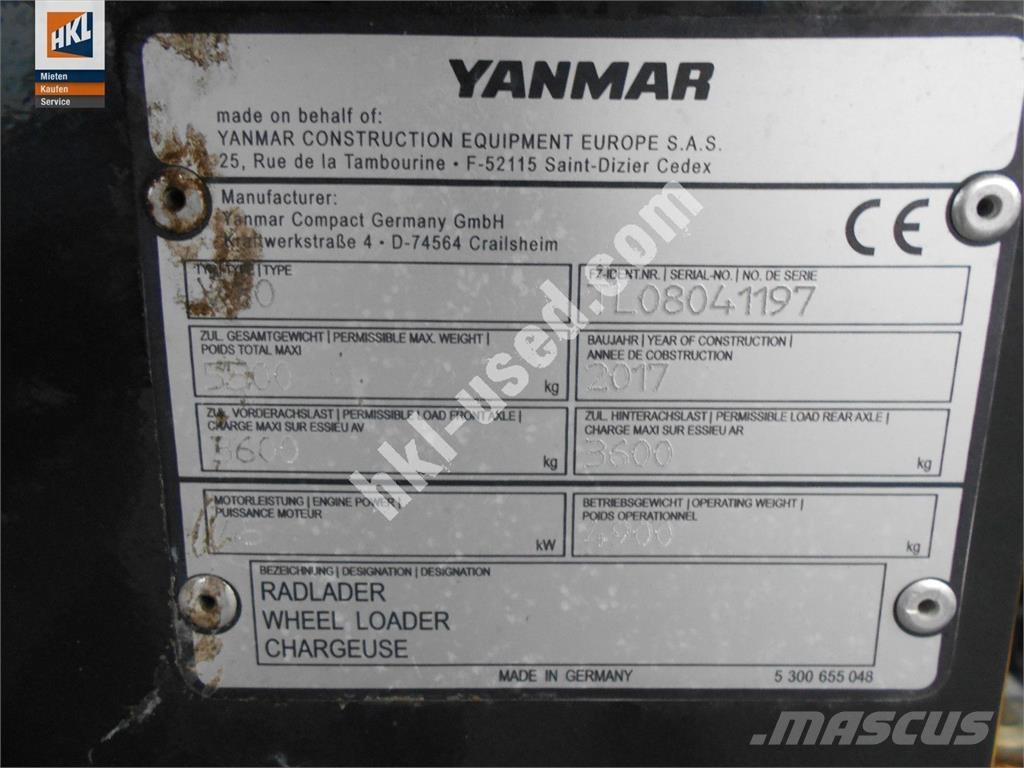 HKL
Mieten
Kaufen
Service
YANMAR
made on behalf of:
YANMAR CONSTRUCTION EQUIPMENT EUROPE S.A.S.
25, Rue de la Tambourine • F-52115 Saint-Dizier Cedex
Manufacturer:
Yanmar Compact Germany GmbH
Kraftwerkstraße 4 • D-74564 Crailsheim
CE
TYP | TYPE | TYPE
FZ-IDENT.NR. | SERIAL-NO. | NO. DE SERIE
L08041197
ZUL. GESAMTGEWICHT | PERMISSIBLE MAX. WEIGHT |
POIDS TOTAL MAXI
kg
BAUJAHR | YEAR OF CONSTRUCTION |
ANNEE DE COBSTRUCTION
2017
ZUL. VORDERACHSLAST | PERMISSIBLE LOAD FRONT AXLE |
CHARGE MAXI SUR ESSIEU AV
3600 kg
ZUL. HINTERACHSLAST | PERMISSIBLE LOAD REAR AXLE |
CHARGE MAXI SUR ESSIEU AR
3600 kg
MOTORLEISTUNG | ENGINE POWER |
PUISSANCE MOTEUR
kW
BETRIEBSGEWICHT | OPERATING WEIGHT |
POIDS OPERATIONNEL
kg
BEZEICHNUNG | DESIGNATION | DESIGNATION
RADLADER
WHEEL LOADER
CHARGEUSE
MADE IN GERMANY
5 300 655 048
hkl-used.com
MASCUS